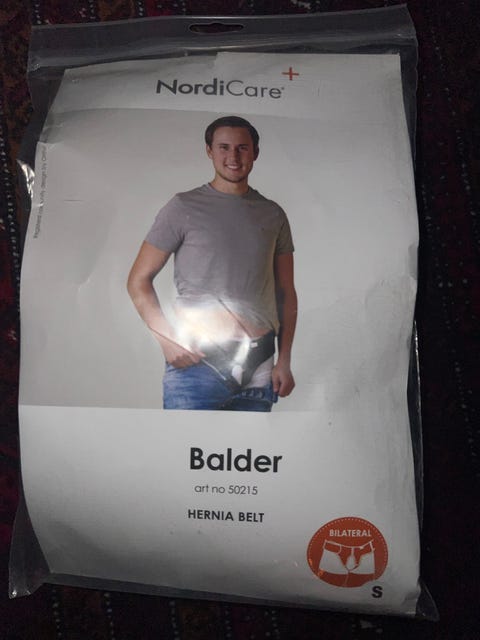 NordiCare®
Balder
art no 50215
HERNIA BELT
BILATERAL
S